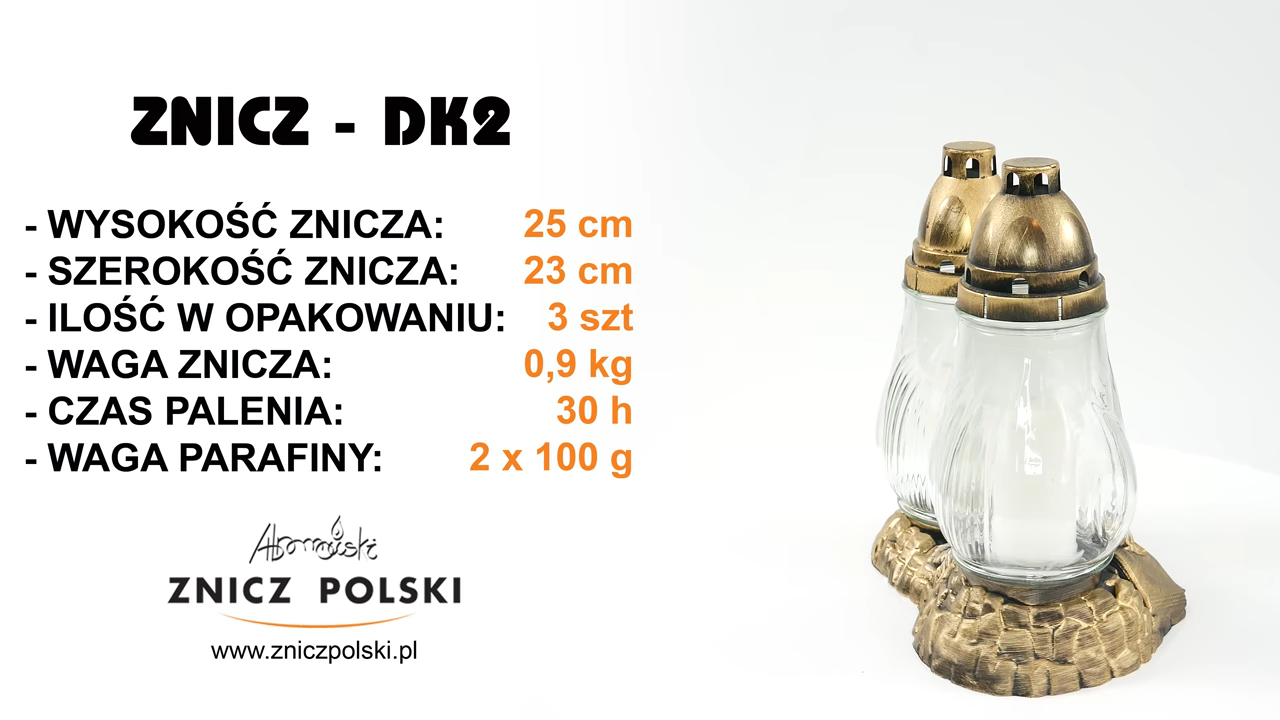 ZNICZ - DK2
- WYSOKOŚĆ ZNICZA: 25 cm
- SZEROKOŚĆ ZNICZA: 23 cm
- ILOŚĆ W OPAKOWANIU: 3 szt
- WAGA ZNICZA: 0,9 kg
- CZAS PALENIA: 30 h
- WAGA PARAFINY: 2 x 100 g
ZNICZ POLSKI
www.zniczpolski.pl